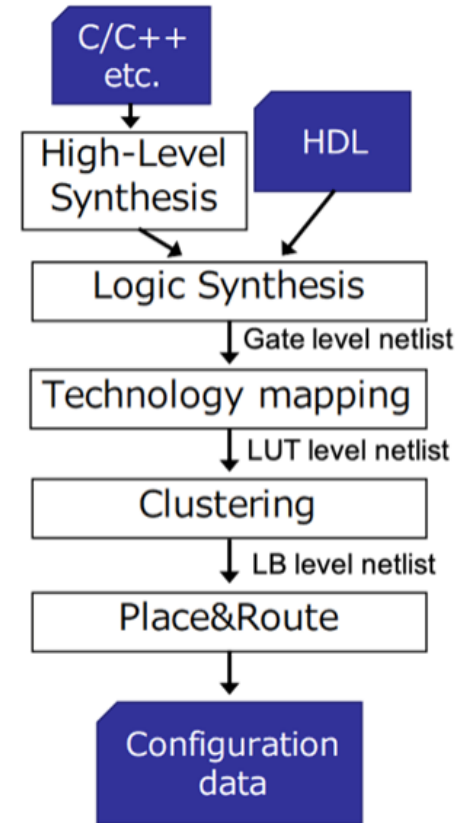 C/C++
etc.
High-Level
Synthesis
HDL
Logic Synthesis
Gate level netlist
Technology mapping
LUT level netlist
Clustering
LB level netlist
Place&Route
Configuration
data